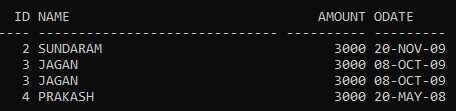 ID NAME AMOUNT ODATE
---- ------------------------------ ---------- ---------
2 SUNDARAM 3000 20-NOV-09
3 JAGAN 3000 08-OCT-09
3 JAGAN 3000 08-OCT-09
4 PRAKASH 3000 20-MAY-08